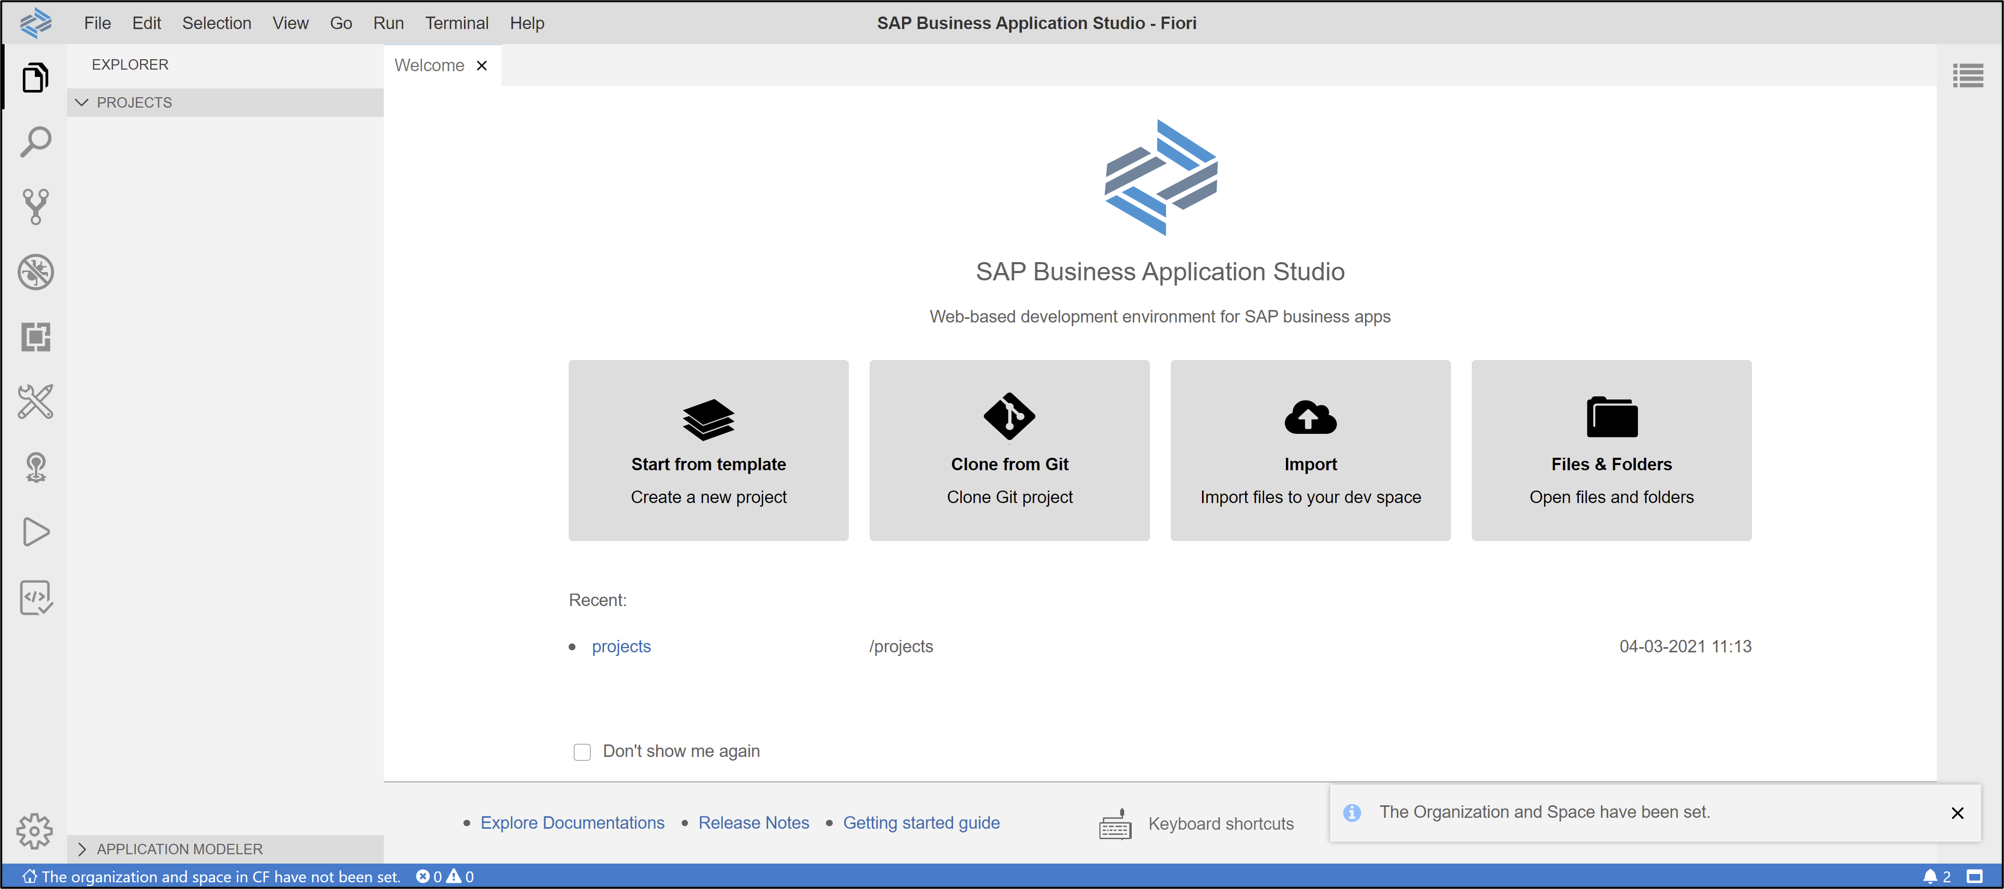 File Edit Selection View Go Run Terminal Help SAP Business Application Studio - Fiori
EXPLORER
PROJECTS
Welcome
SAP Business Application Studio
Web-based development environment for SAP business apps
Start from template
Create a new project
Clone from Git
Clone Git project
Import
Import files to your dev space
Files & Folders
Open files and folders
Recent:
projects /projects 04-03-2021 11:13
Don't show me again
Explore Documentations Release Notes Getting started guide Keyboard shortcuts
The Organization and Space have been set.
APPLICATION MODELER
The organization and space in CF have not been set. 0 0 2